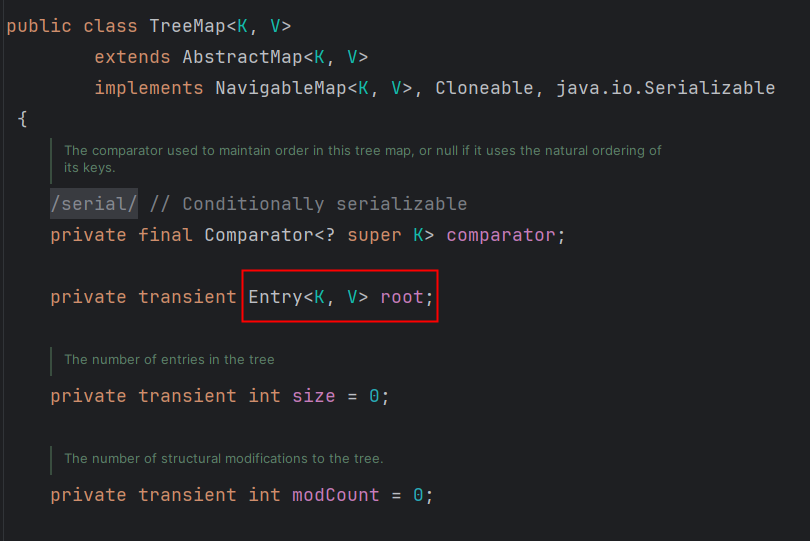 public class TreeMap<K, V>
extends AbstractMap<K, V>
implements NavigableMap<K, V>, Cloneable, java.io.Serializable
{
The comparator used to maintain order in this tree map, or null if it uses the natural ordering of
its keys.
/serial/ // Conditionally serializable
private final Comparator<? super K> comparator;
private transient Entry<K, V> root;
The number of entries in the tree
private transient int size = 0;
The number of structural modifications to the tree.
private transient int modCount = 0;